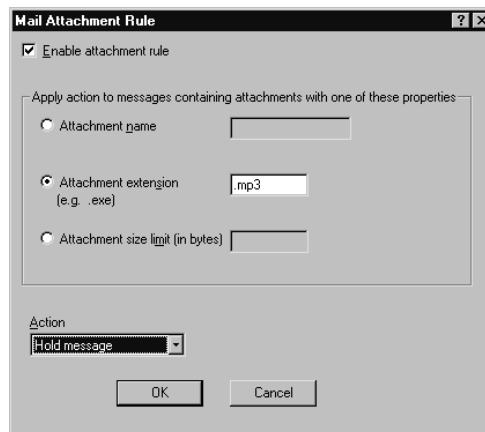 Mail Attachment Rule
Enable attachment rule
Apply action to messages containing attachments with one of these properties
Attachment name
Attachment extension .mp3
(e.g. .exe)
Attachment size limit (in bytes)
Action
Hold message
OK Cancel